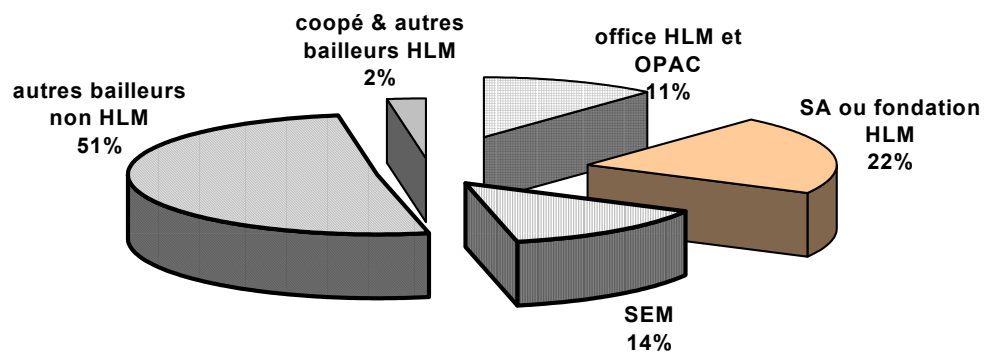 coopé & autres
bailleurs HLM
2%
office HLM et
OPAC
11%
autres bailleurs
non HLM
51%
SA ou fondation
HLM
22%
SEM
14%